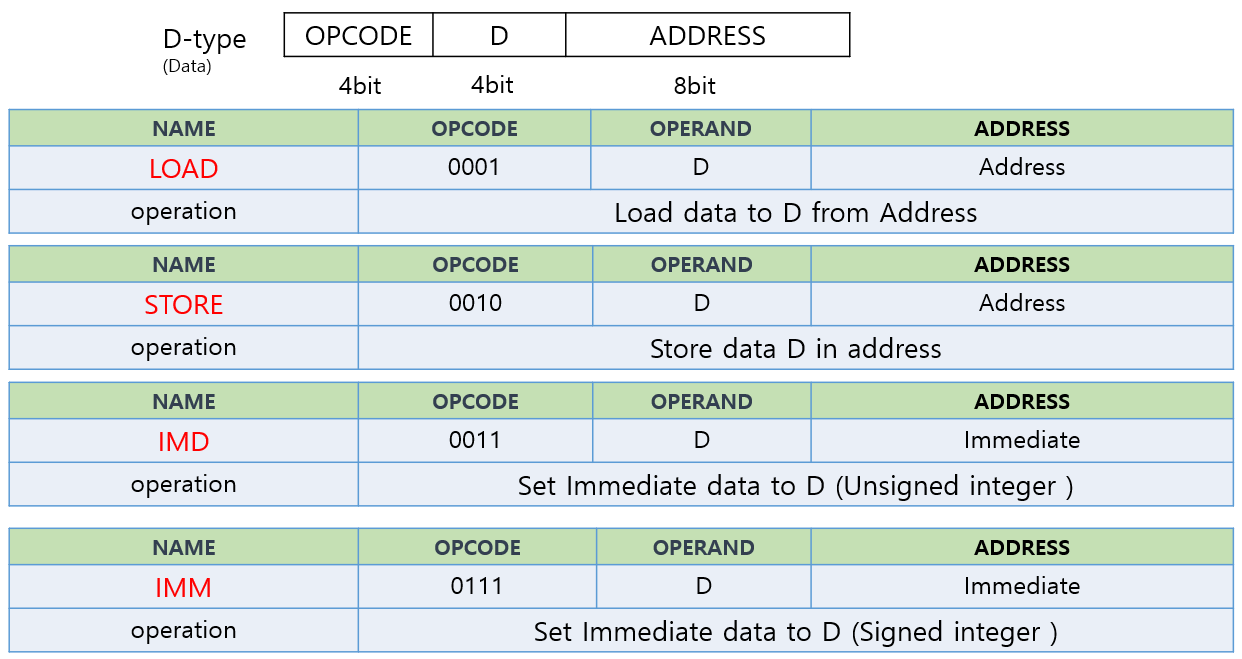 D-type OPCODE D ADDRESS
(Data)
4bit 4bit 8bit
NAME OPCODE OPERAND ADDRESS
LOAD 0001 D Address
operation Load data to D from Address
NAME OPCODE OPERAND ADDRESS
STORE 0010 D Address
operation Store data D in address
NAME OPCODE OPERAND ADDRESS
IMD 0011 D Immediate
operation Set Immediate data to D (Unsigned integer )
NAME OPCODE OPERAND ADDRESS
IMM 0111 D Immediate
operation Set Immediate data to D (Signed integer )